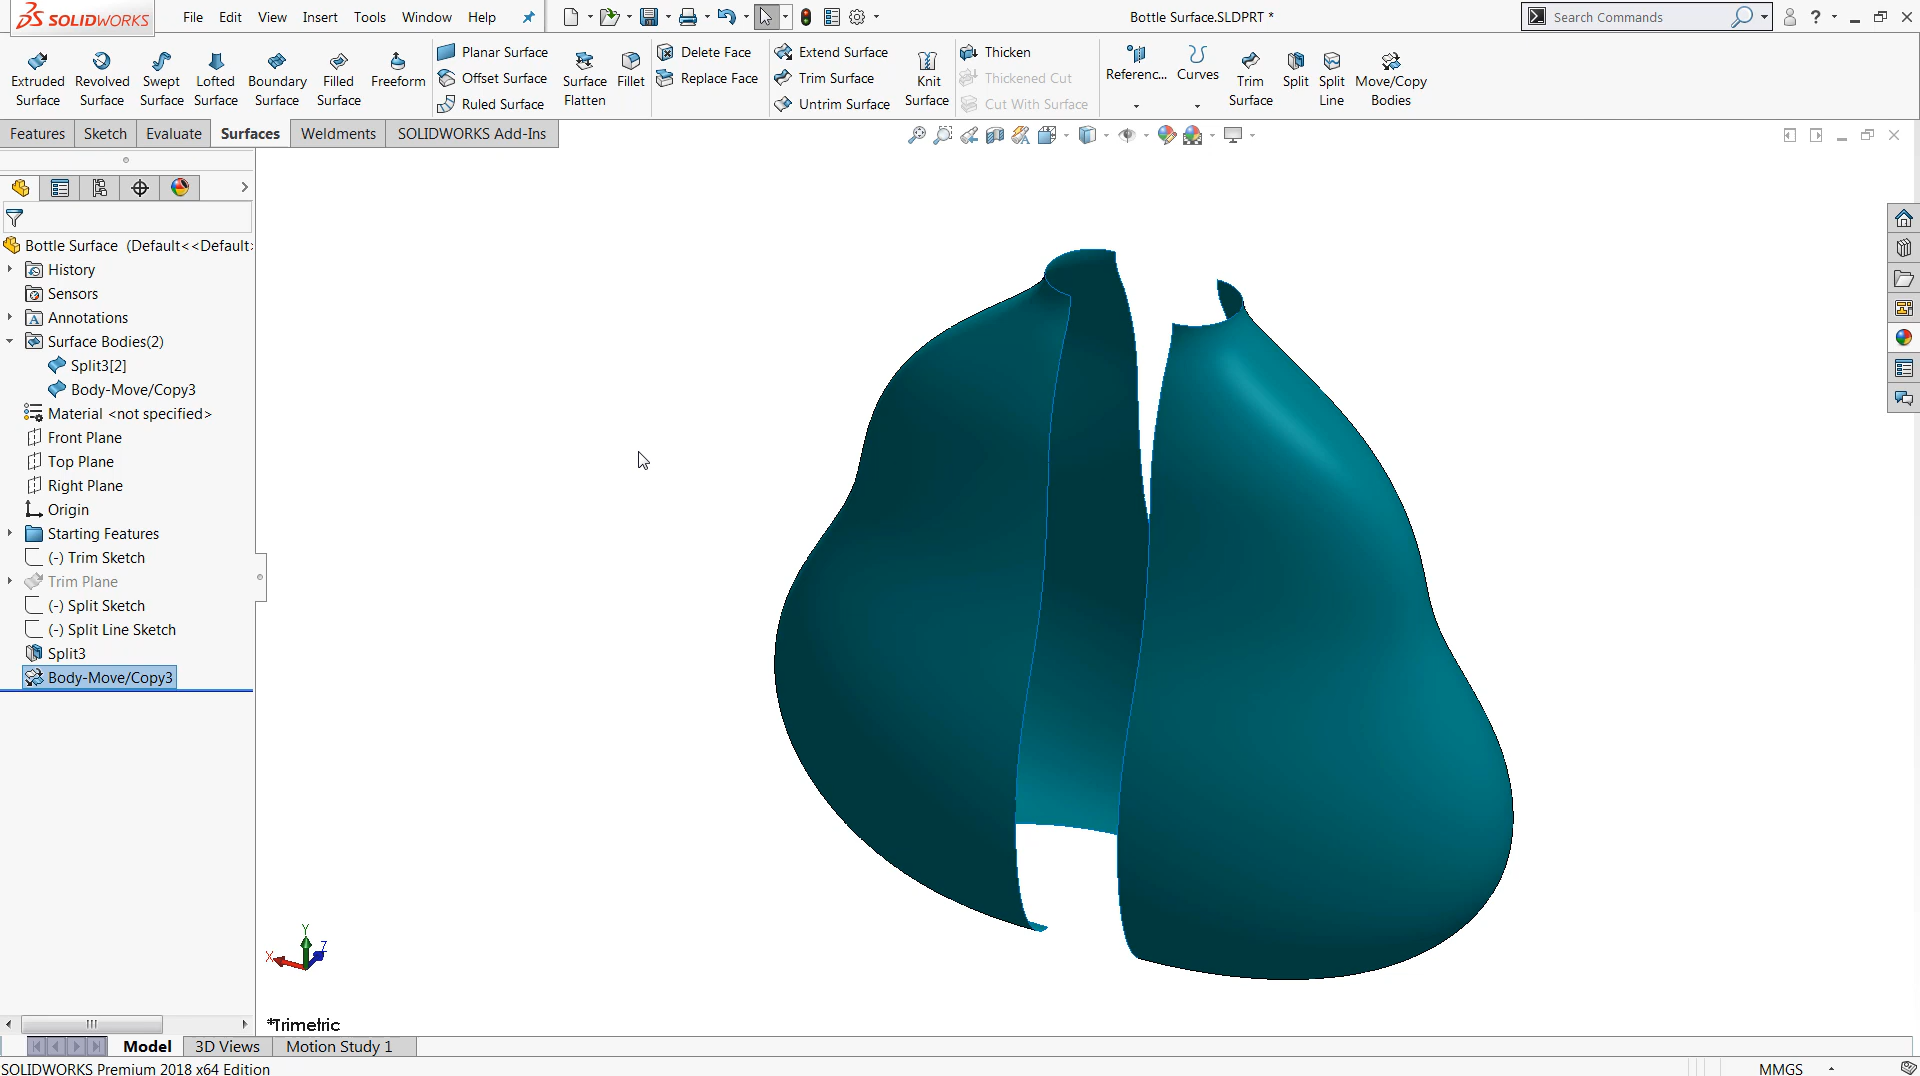 SOLIDWORKS File Edit View Insert Tools Window Help Bottle Surface.SLDPRT * Search Commands ?
Extruded Surface
Revolved Surface
Swept Surface
Lofted Surface
Boundary Surface
Filled Surface
Freeform
Planar Surface
Offset Surface
Ruled Surface
Surface Flatten
Fillet
Delete Face
Replace Face
Extend Surface
Trim Surface
Untrim Surface
Knit Surface
Thicken
Thickened Cut
Cut With Surface
Referenc...
Curves
Trim Surface
Split
Split Line
Move/Copy Bodies
Features Sketch Evaluate Surfaces Weldments SOLIDWORKS Add-Ins
Bottle Surface (Default<<Default>
History
Sensors
Annotations
Surface Bodies(2)
Split3[2]
Body-Move/Copy3
Material <not specified>
Front Plane
Top Plane
Right Plane
Origin
Starting Features
(-) Trim Sketch
Trim Plane
(-) Split Sketch
(-) Split Line Sketch
Split3
Body-Move/Copy3
Y
X
Z
*Trimetric
Model 3D Views Motion Study 1
SOLIDWORKS Premium 2018 x64 Edition MMGS